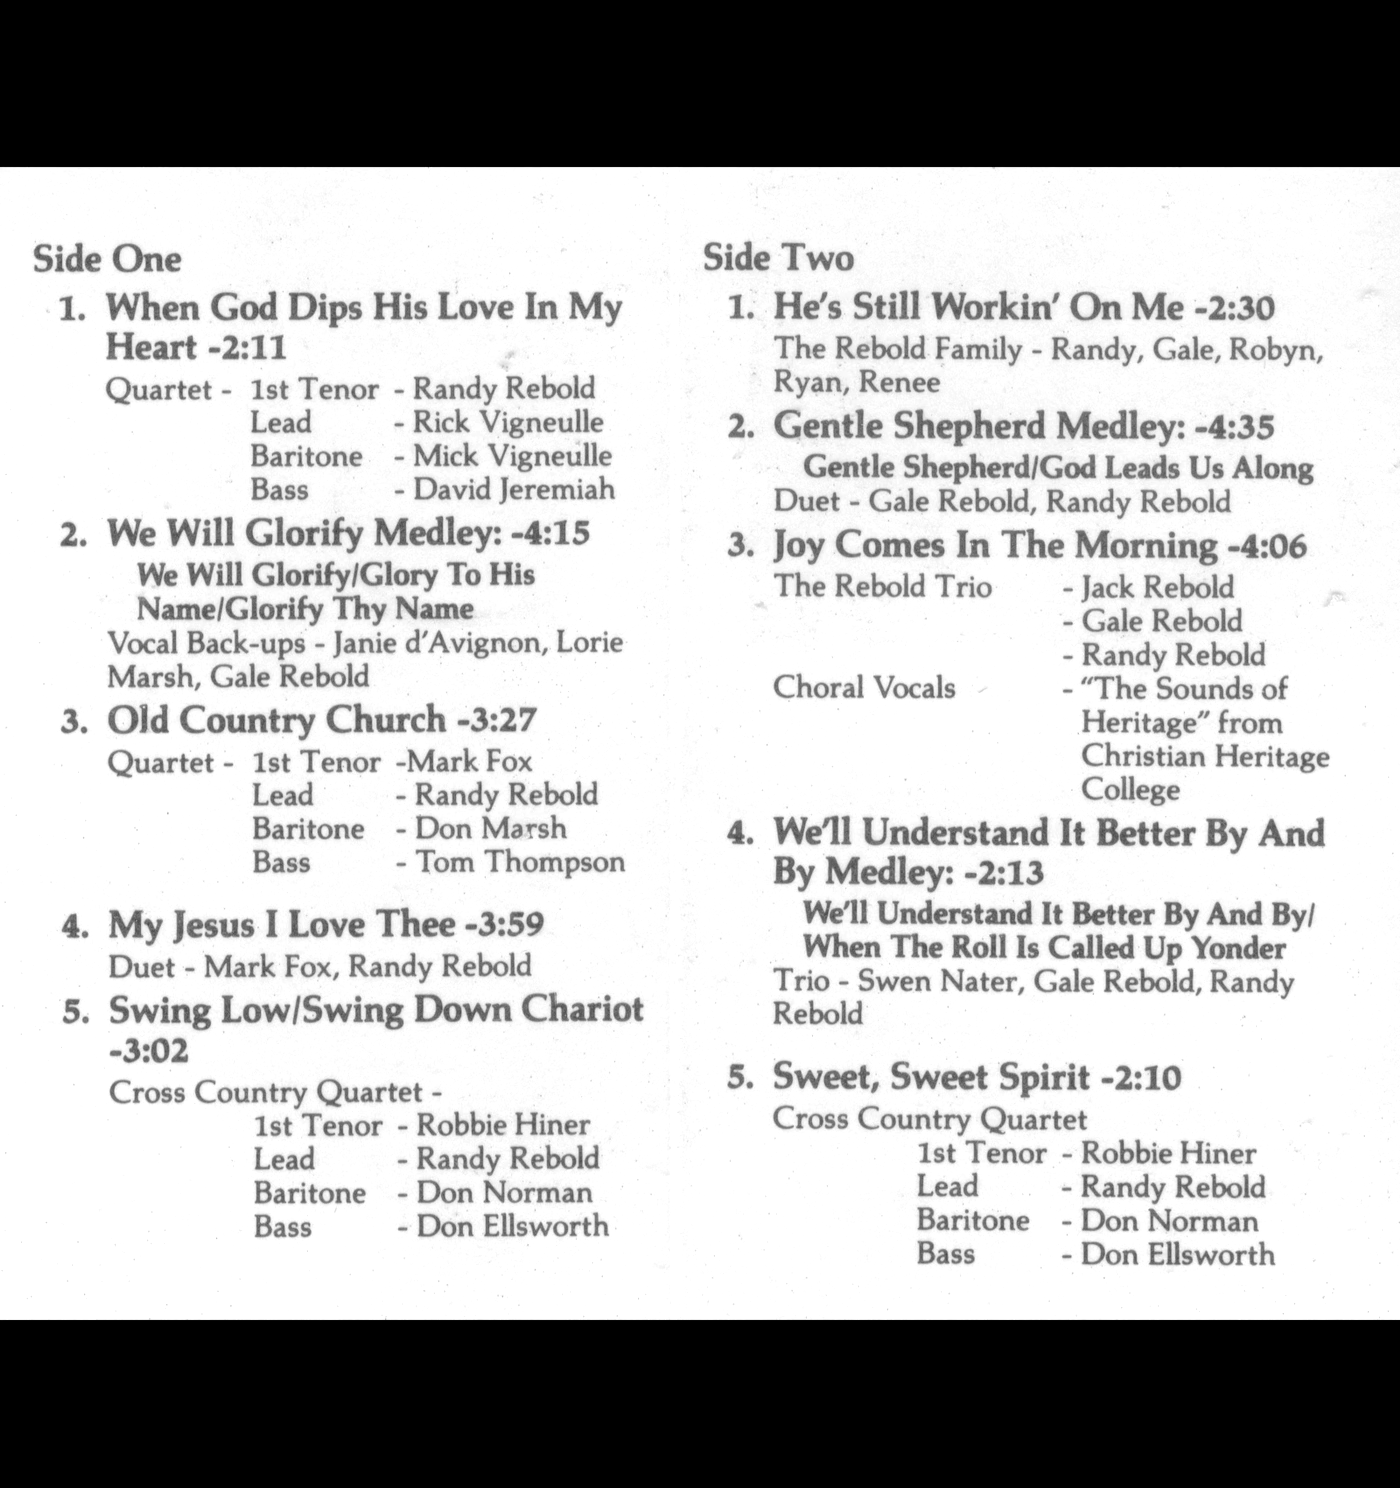 Side One
1. When God Dips His Love In My
Heart -2:11
Quartet - 1st Tenor - Randy Rebold
Lead - Rick Vigneulle
Baritone - Mick Vigneulle
Bass - David Jeremiah
2. We Will Glorify Medley: -4:15
We Will Glorify/Glory To His
Name/Glorify Thy Name
Vocal Back-ups - Janie d'Avignon, Lorie
Marsh, Gale Rebold
3. Old Country Church -3:27
Quartet - 1st Tenor -Mark Fox
Lead - Randy Rebold
Baritone - Don Marsh
Bass - Tom Thompson
4. My Jesus I Love Thee -3:59
Duet - Mark Fox, Randy Rebold
5. Swing Low/Swing Down Chariot
-3:02
Cross Country Quartet -
1st Tenor - Robbie Hiner
Lead - Randy Rebold
Baritone - Don Norman
Bass - Don Ellsworth
Side Two
1. He's Still Workin' On Me -2:30
The Rebold Family - Randy, Gale, Robyn,
Ryan, Renee
2. Gentle Shepherd Medley: -4:35
Gentle Shepherd/God Leads Us Along
Duet - Gale Rebold, Randy Rebold
3. Joy Comes In The Morning -4:06
The Rebold Trio - Jack Rebold
- Gale Rebold
- Randy Rebold
Choral Vocals - "The Sounds of
Heritage" from
Christian Heritage
College
4. We'll Understand It Better By And
By Medley: -2:13
We'll Understand It Better By And By/
When The Roll Is Called Up Yonder
Trio - Swen Nater, Gale Rebold, Randy
Rebold
5. Sweet, Sweet Spirit -2:10
Cross Country Quartet
1st Tenor - Robbie Hiner
Lead - Randy Rebold
Baritone - Don Norman
Bass - Don Ellsworth